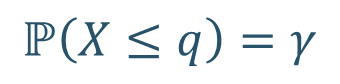 ℙ(𝑋 ≤ 𝑞) = 𝛾